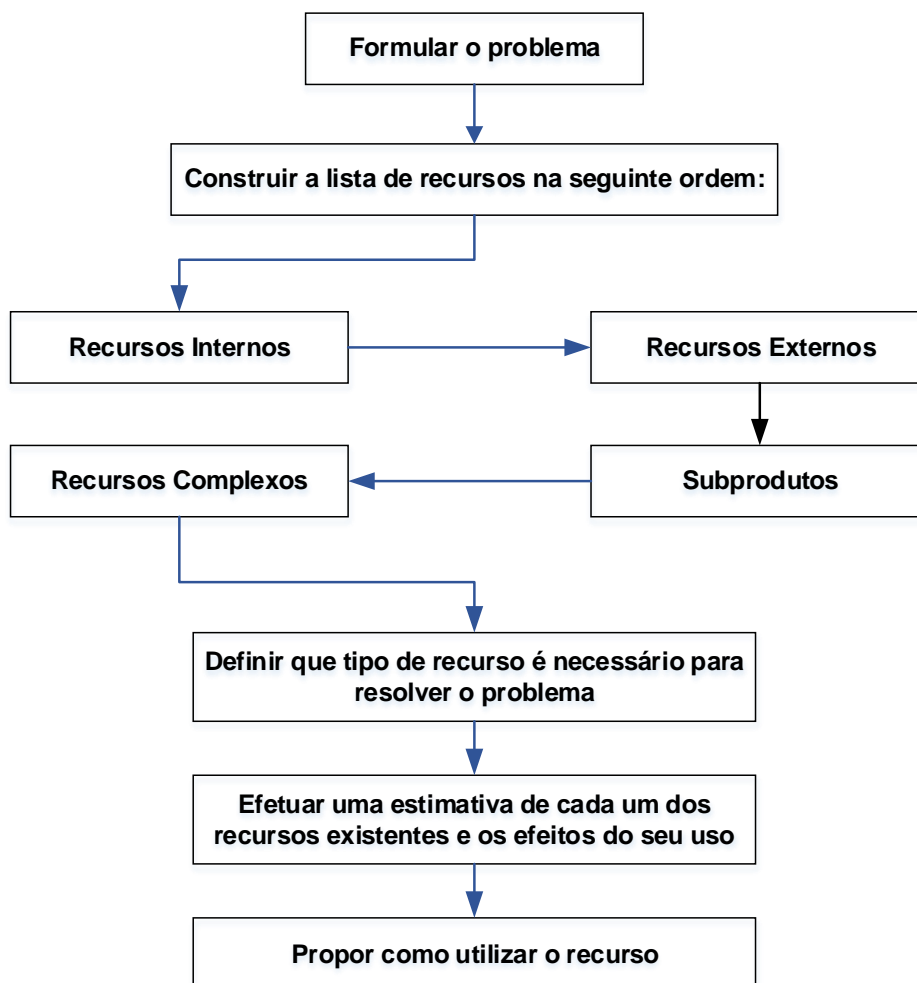 Formular o problema
Construir a lista de recursos na seguinte ordem:
Recursos Internos
Recursos Externos
Recursos Complexos
Subprodutos
Definir que tipo de recurso é necessário para
resolver o problema
Efetuar uma estimativa de cada um dos
recursos existentes e os efeitos do seu uso
Propor como utilizar o recurso